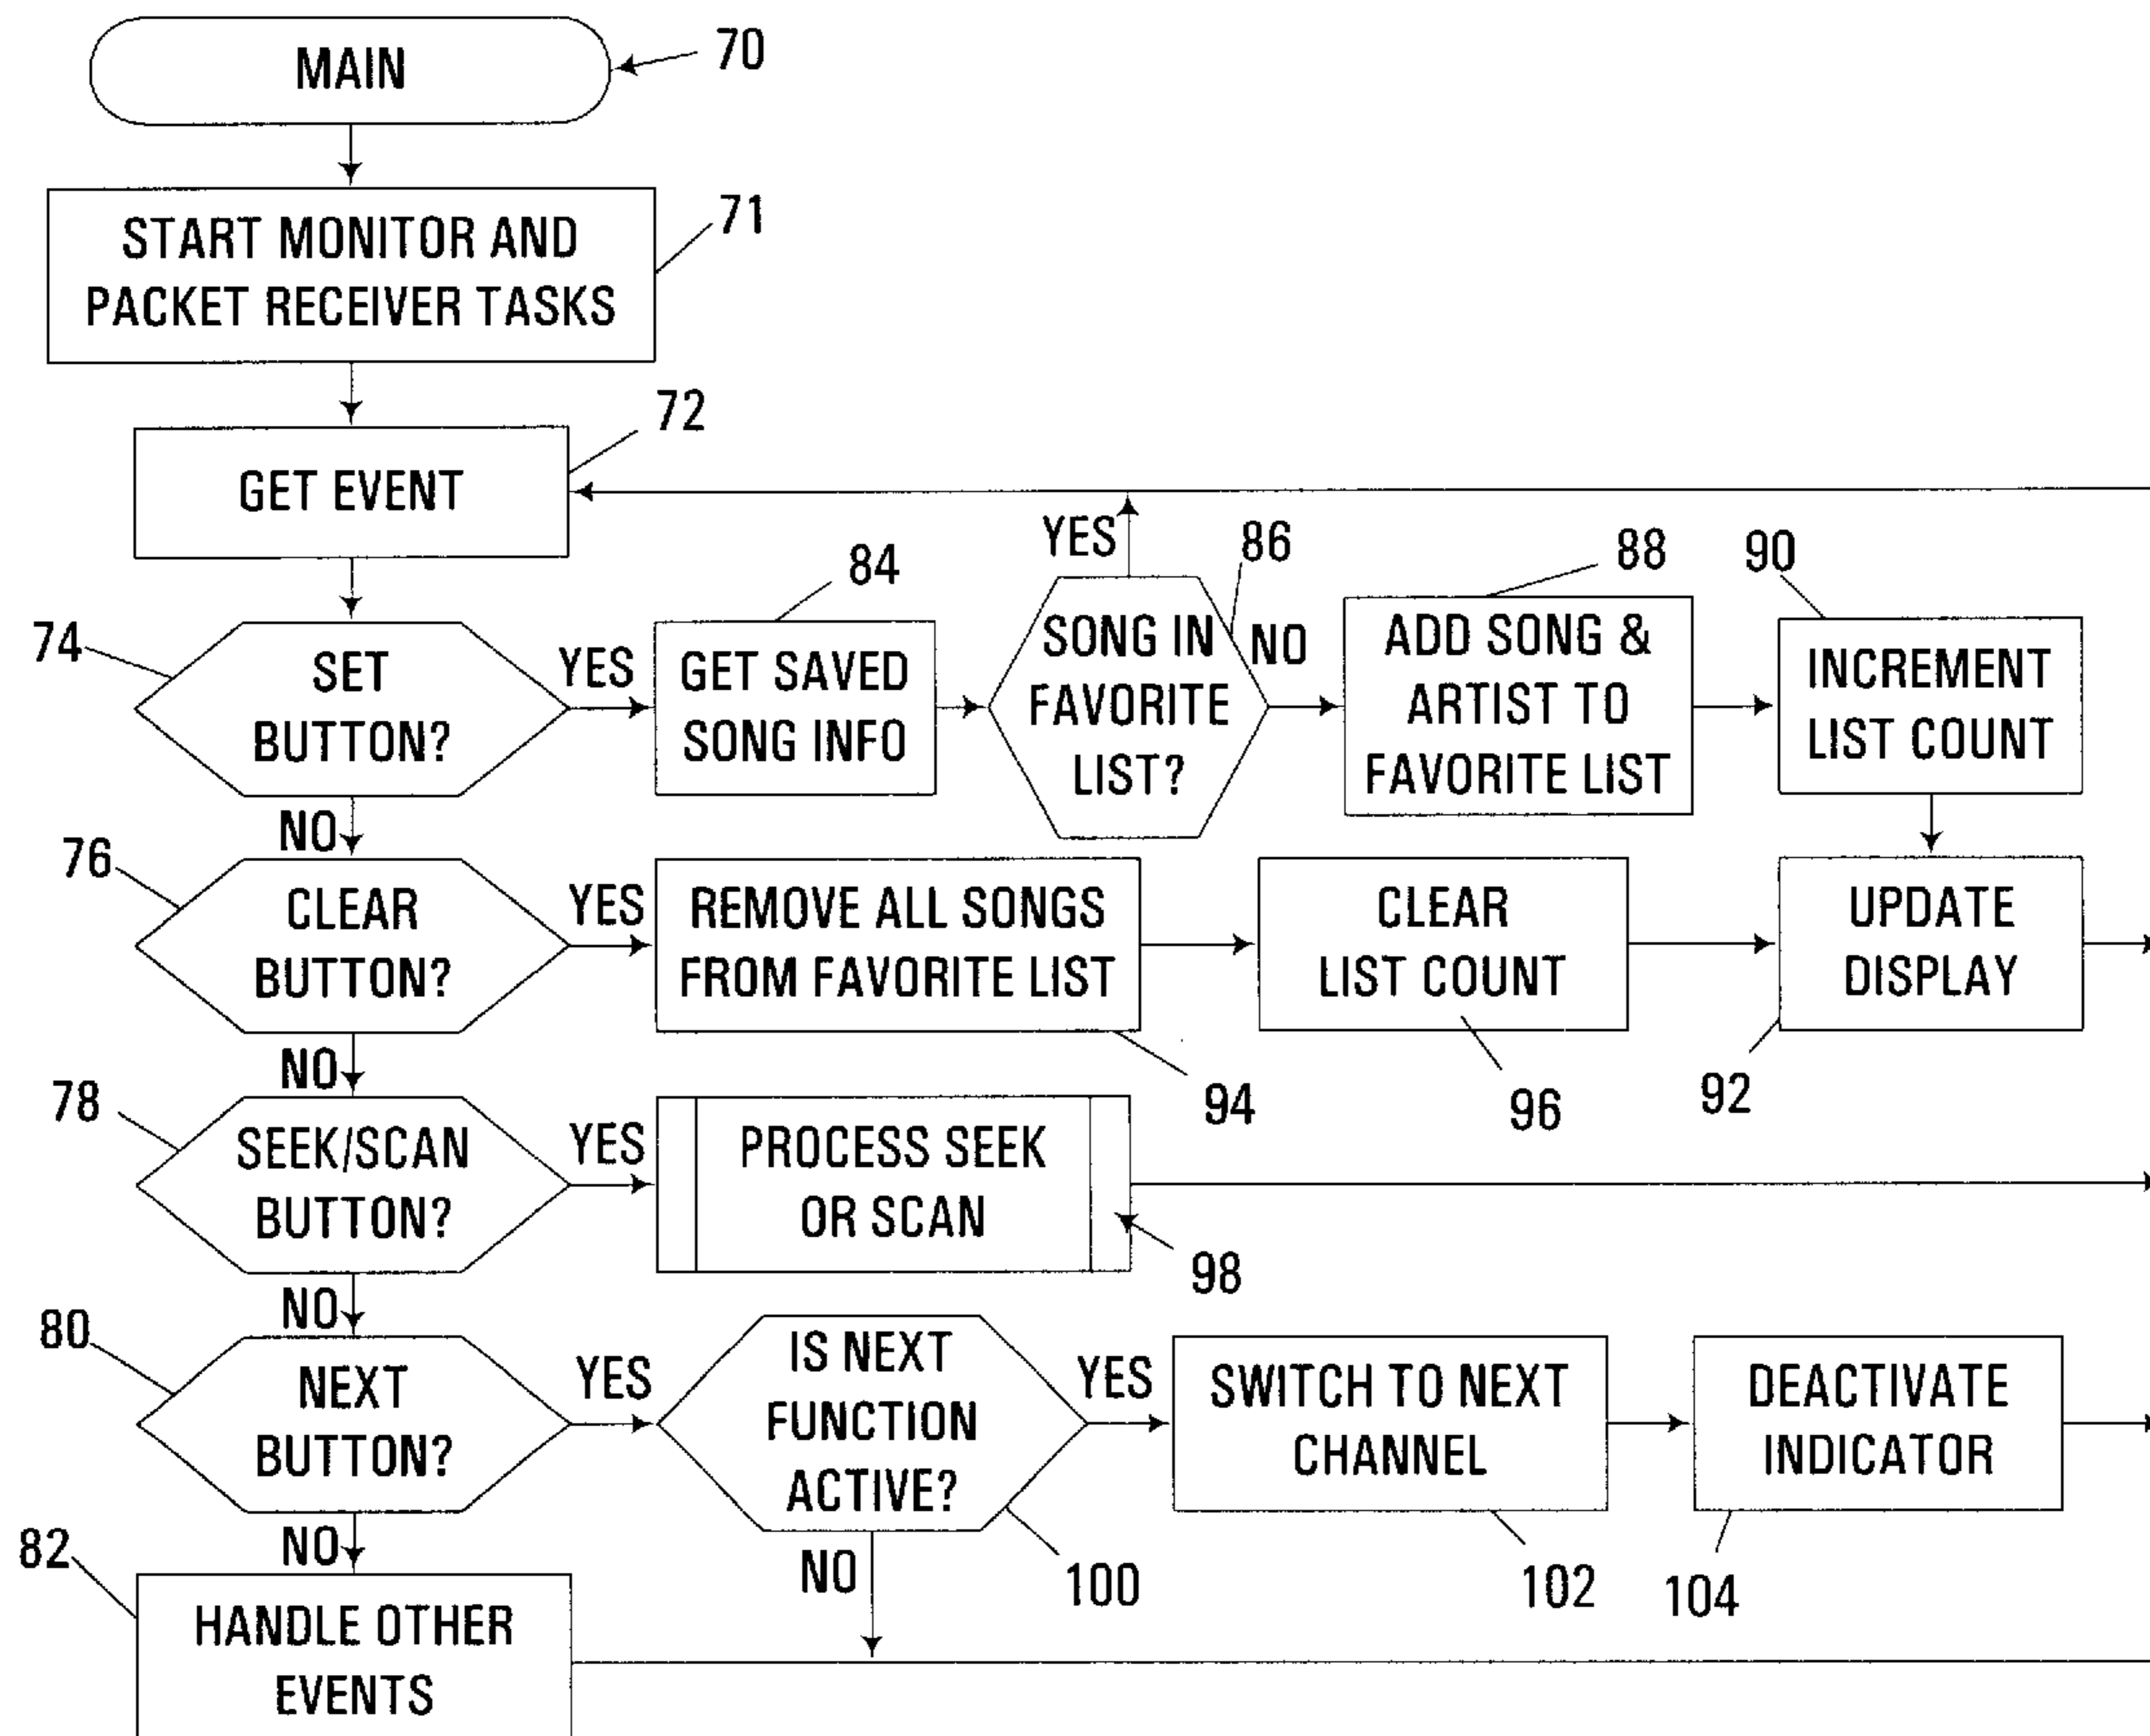 MAIN
70
START MONITOR AND
PACKET RECEIVER TASKS
71
GET EVENT
72
SET
BUTTON?
74
YES
GET SAVED
SONG INFO
84
SONG IN
FAVORITE
LIST?
86
YES
NO
ADD SONG &
ARTIST TO
FAVORITE LIST
88
INCREMENT
LIST COUNT
90
NO
CLEAR
BUTTON?
76
YES
REMOVE ALL SONGS
FROM FAVORITE LIST
94
CLEAR
LIST COUNT
96
UPDATE
DISPLAY
92
NO
SEEK/SCAN
BUTTON?
78
YES
PROCESS SEEK
OR SCAN
98
NO
NEXT
BUTTON?
80
YES
IS NEXT
FUNCTION
ACTIVE?
100
YES
SWITCH TO NEXT
CHANNEL
102
DEACTIVATE
INDICATOR
104
NO
NO
HANDLE OTHER
EVENTS
82